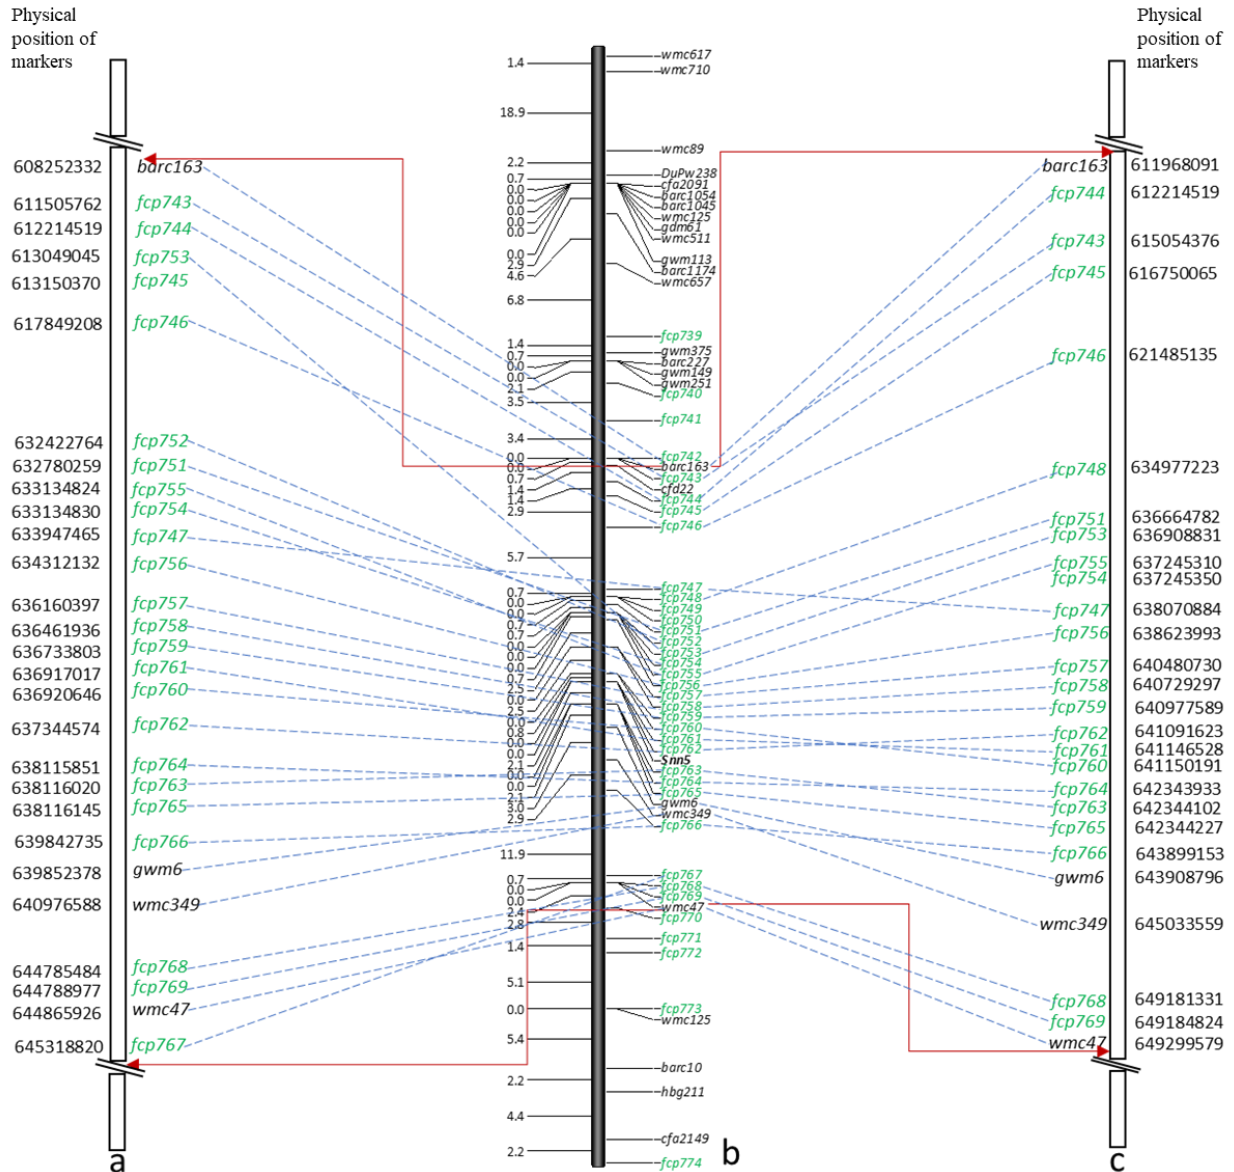 Physical
position of
markers
608252332 barc163
611505762 fcp743
612214519 fcp744
613049045 fcp753
613150370 fcp745
617849208 fcp746
632422764 fcp752
632780259 fcp751
633134824 fcp755
633134830 fcp754
633947465 fcp747
634312132 fcp756
636160397 fcp757
636461936 fcp758
636733803 fcp759
636917017 fcp761
636920646 fcp760
637344574 fcp762
638115851 fcp764
638116020 fcp763
638116145 fcp765
639842735 fcp766
639852378 gwm6
640976588 wmc349
644785484 fcp768
644788977 fcp769
644865926 wmc47
645318820 fcp767
a
1.4
18.9
2.2
0.7
0.0
0.0
0.0
0.0
0.0
0.0
2.9
4.6
6.8
1.4
0.7
0.0
0.0
2.1
3.5
3.4
0.0
0.0
0.7
1.4
1.4
2.9
5.7
0.7
0.0
0.0
0.7
0.7
0.0
0.0
0.0
0.7
2.5
0.0
2.5
0.0
0.8
0.0
0.0
2.1
0.0
0.0
2.1
3.0
2.9
11.9
0.7
0.0
0.0
2.4
2.8
1.4
5.1
0.0
5.4
2.2
4.4
2.2
wmc617
wmc710
wmc89
DuPw238
cfa2091
barc1054
barc1045
wmc125
gdm61
wmc511
gwm113
barc1174
wmc657
fcp739
gwm375
barc227
gwm149
gwm251
fcp740
fcp741
fcp742
barc163
fcp743
cfd22
fcp744
fcp745
fcp746
fcp747
fcp748
fcp749
fcp750
fcp751
fcp752
fcp753
fcp754
fcp755
fcp756
fcp757
fcp758
fcp759
fcp760
fcp761
fcp762
Snn5
fcp763
fcp764
fcp765
gwm6
wmc349
fcp766
fcp767
fcp768
fcp769
wmc47
fcp770
fcp771
fcp772
fcp773
wmc125
barc10
hbg211
cfa2149
fcp774
b
Physical
position of
markers
barc163 611968091
fcp744 612214519
fcp743 615054376
fcp745 616750065
fcp746 621485135
fcp748 634977223
fcp751 636664782
fcp753 636908831
fcp755 637245310
fcp754 637245350
fcp747 638070884
fcp756 638623993
fcp757 640480730
fcp758 640729297
fcp759 640977589
fcp762 641091623
fcp761 641146528
fcp760 641150191
fcp764 642343933
fcp763 642344102
fcp765 642344227
fcp766 643899153
gwm6 643908796
wmc349 645033559
fcp768 649181331
fcp769 649184824
wmc47 649299579
c